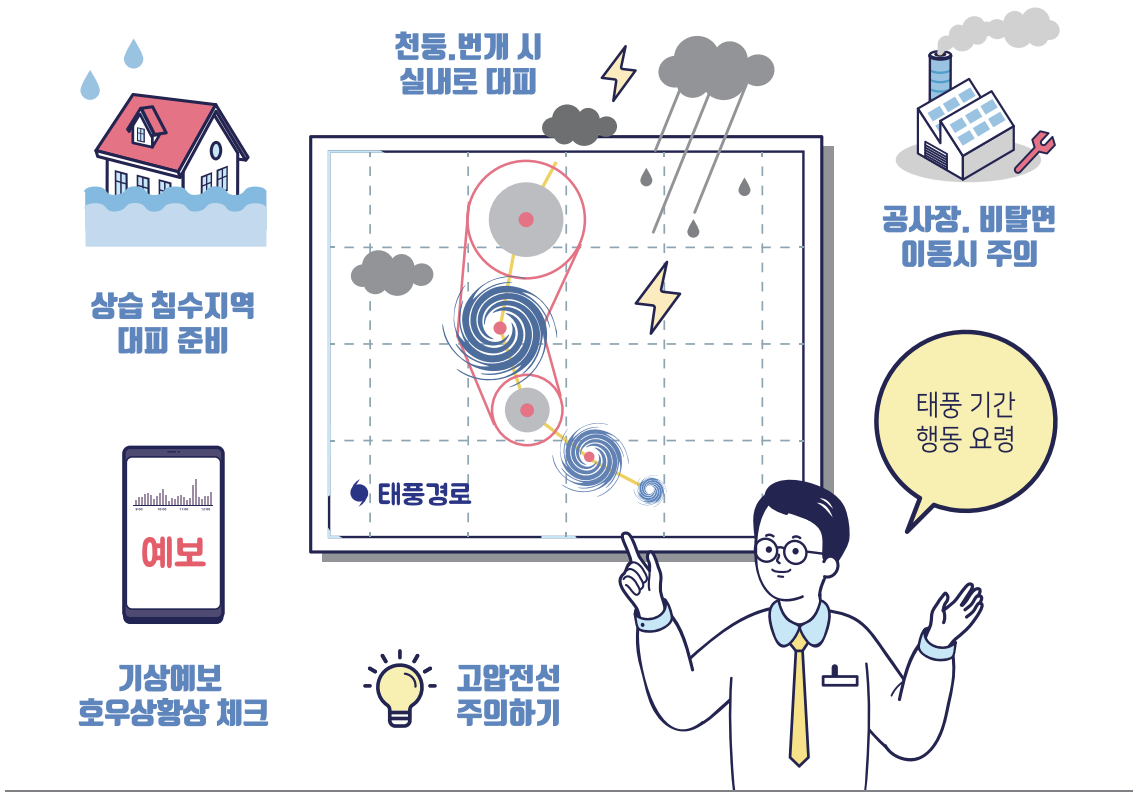 천둥.번개 시
실내로 대피
공사장. 비탈면
이동시 주의
상습 침수지역
대피 준비
태풍 기간
행동 요령
태풍경로
예보
기상예보
호우상황상 체크
고압전선
주의하기